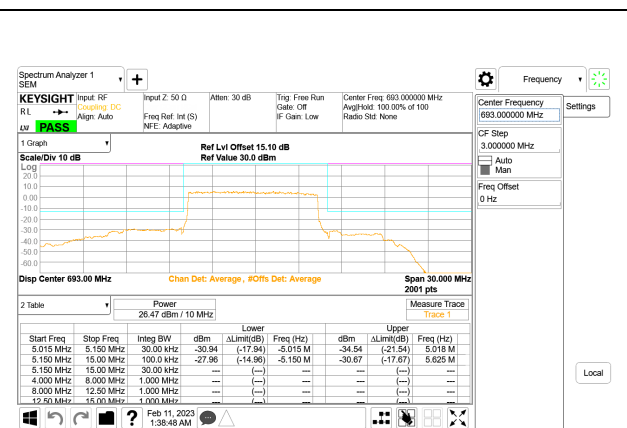 Spectrum Analyzer 1
SEM
Frequency
KEYSIGHT Input: RF Input Z: 50 Ω Atten: 30 dB Trig: Free Run Center Freq: 693.000000 MHz
RL Coupling: DC Gate: Off Avg|Hold: 100.00% of 100
Align: Auto Freq Ref: Int (S) IF Gain: Low Radio Std: None
LXI PASS NFE: Adaptive
Center Frequency
693.000000 MHz
Settings
CF Step
3.000000 MHz
Auto
Man
Freq Offset
0 Hz
Local
1 Graph
Ref Lvl Offset 15.10 dB
Scale/Div 10 dB Ref Value 30.0 dBm
Log
20.0
10.0
0.00
-10.0
-20.0
-30.0
-40.0
-50.0
-60.0
Disp Center 693.00 MHz Chan Det: Average , #Offs Det: Average Span 30.000 MHz
2001 pts
2 Table
Power Measure Trace
26.47 dBm / 10 MHz Trace 1
Lower Upper
Start Freq Stop Freq Integ BW dBm ΔLimit(dB) Freq (Hz) dBm ΔLimit(dB) Freq (Hz)
5.015 MHz 5.150 MHz 30.00 kHz -30.94 (-17.94) -5.015 M -34.54 (-21.54) 5.018 M
5.150 MHz 15.00 MHz 100.0 kHz -27.96 (-14.96) -5.150 M -30.67 (-17.67) 5.625 M
5.150 MHz 15.00 MHz 30.00 kHz --- (---) --- --- (---) ---
4.000 MHz 8.000 MHz 1.000 MHz --- (---) --- --- (---) ---
8.000 MHz 12.50 MHz 1.000 MHz --- (---) --- --- (---) ---
12.50 MHz 15.00 MHz 1.000 MHz --- (---) --- --- (---) ---
? Feb 11, 2023
1:38:48 AM